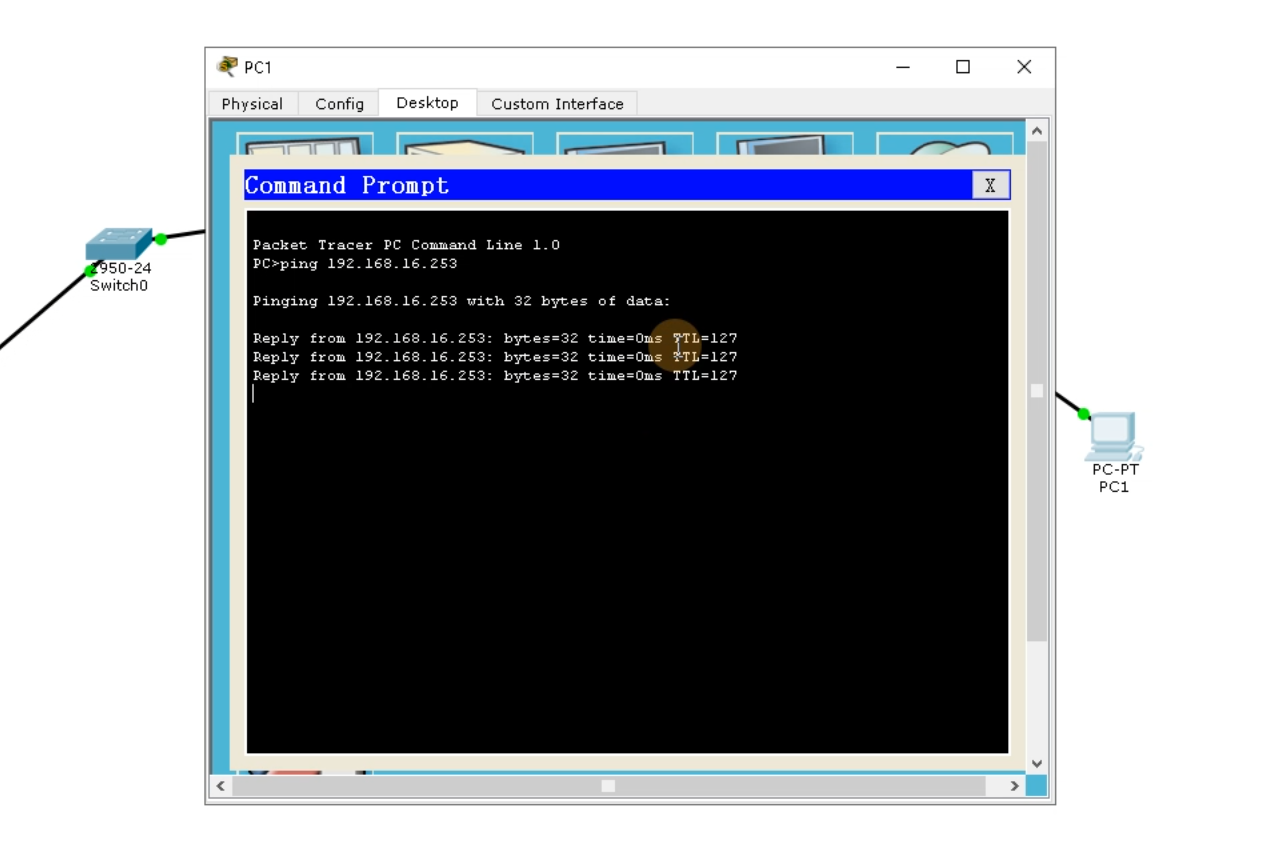 PC1
Physical Config Desktop Custom Interface
Command Prompt X
Packet Tracer PC Command Line 1.0
PC>ping 192.168.16.253
Pinging 192.168.16.253 with 32 bytes of data:
Reply from 192.168.16.253: bytes=32 time=0ms TTL=127
Reply from 192.168.16.253: bytes=32 time=0ms TTL=127
Reply from 192.168.16.253: bytes=32 time=0ms TTL=127
2950-24
Switch0
PC-PT
PC1